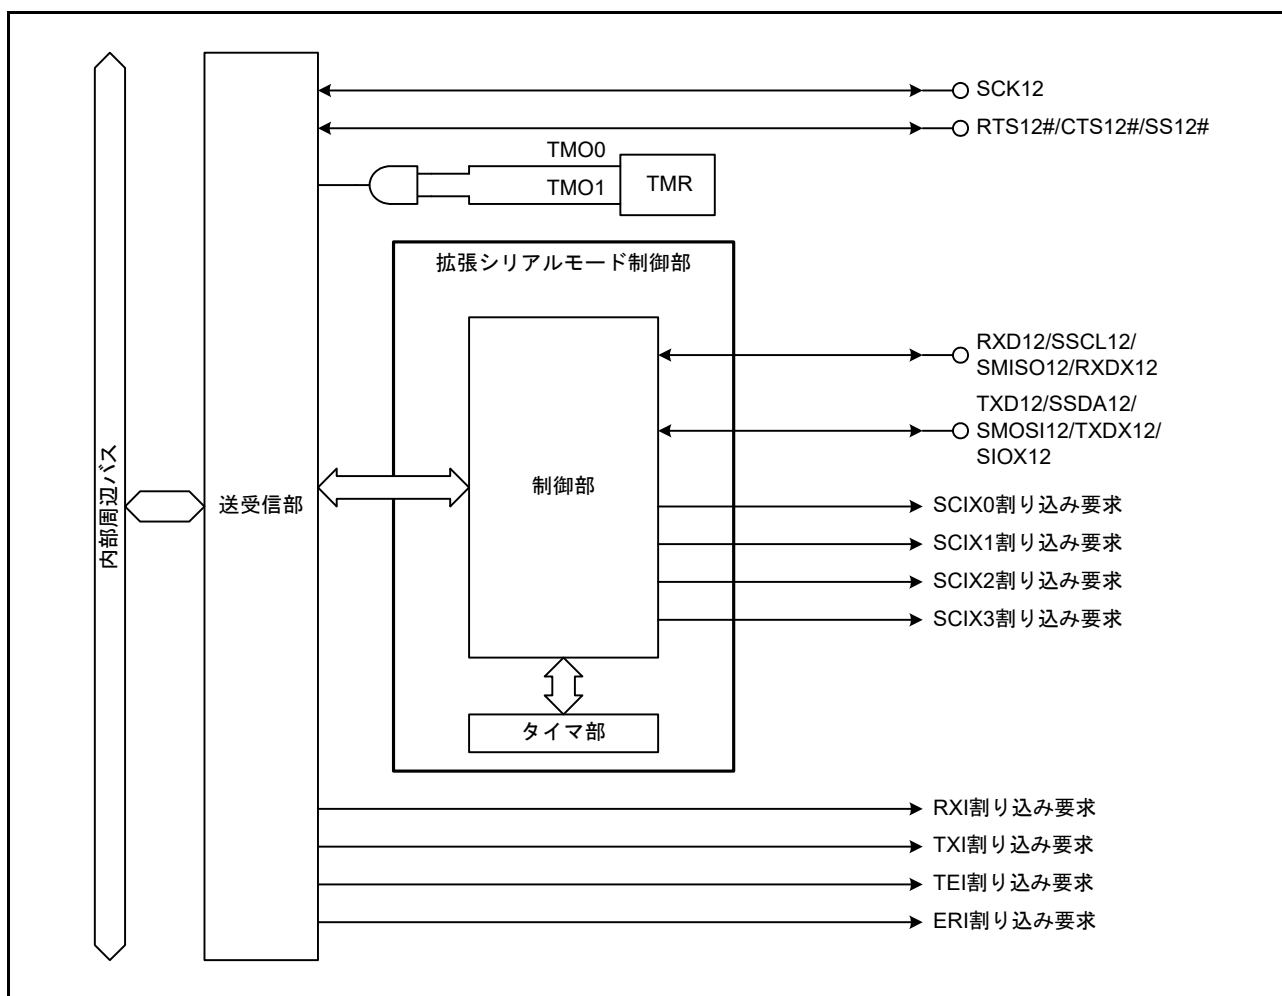 SCK12
RTS12#/CTS12#/SS12#
TMO0
TMO1
TMR
拡張シリアルモード制御部
RXD12/SSCL12/
SMISO12/RXDX12
TXD12/SSDA12/
SMOSI12/TXDX12/
SIOX12
内部周辺バス
送受信部
制御部
SCIX0割り込み要求
SCIX1割り込み要求
SCIX2割り込み要求
SCIX3割り込み要求
タイマ部
RXI割り込み要求
TXI割り込み要求
TEI割り込み要求
ERI割り込み要求